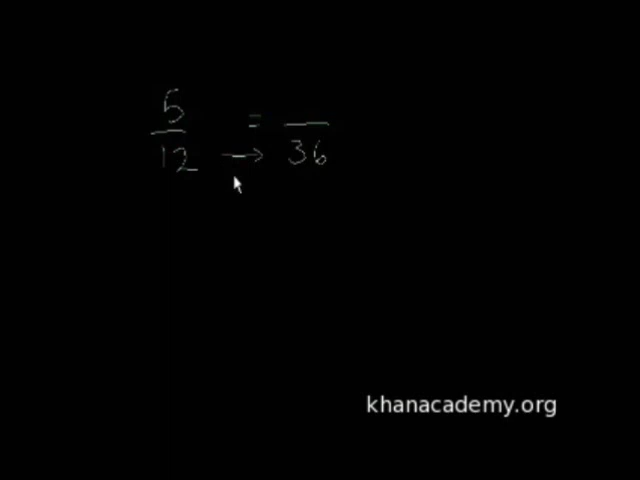 5 =
12 → 36
khanacademy.org